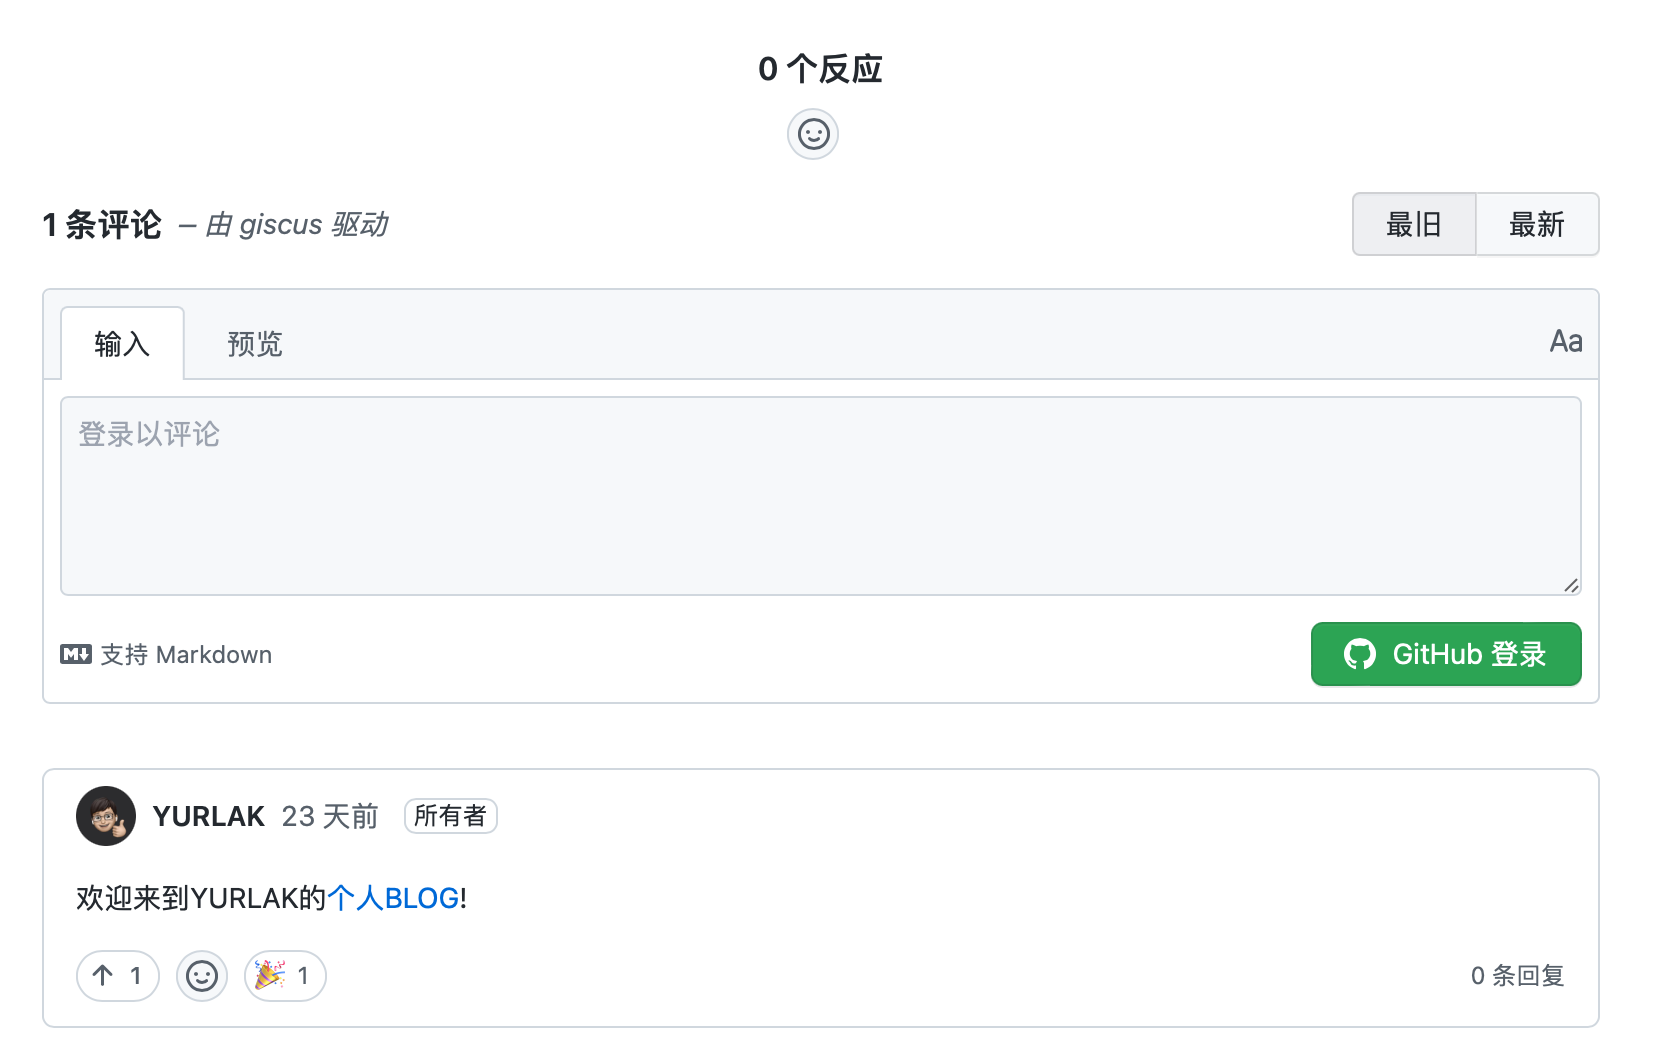 0 个反应
1 条评论 – 由 giscus 驱动
最旧 最新
输入 预览 Aa
登录以评论
M 支持 Markdown GitHub 登录
YURLAK 23 天前 所有者
欢迎来到YURLAK的个人BLOG!
1 1 0 条回复